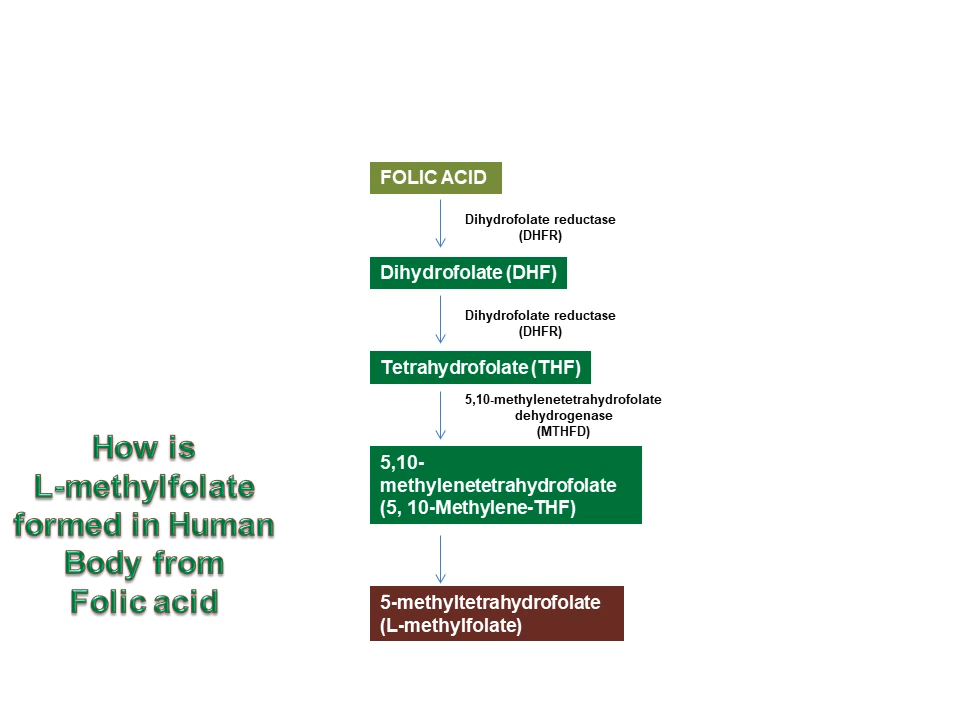 FOLIC ACID
Dihydrofolate reductase
(DHFR)
Dihydrofolate (DHF)
Dihydrofolate reductase
(DHFR)
Tetrahydrofolate (THF)
5,10-methylenetetrahydrofolate
dehydrogenase
(MTHFD)
5,10-
methylenetetrahydrofolate
(5, 10-Methylene-THF)
5-methyltetrahydrofolate
(L-methylfolate)
How is
L-methylfolate
formed in Human
Body from
Folic acid